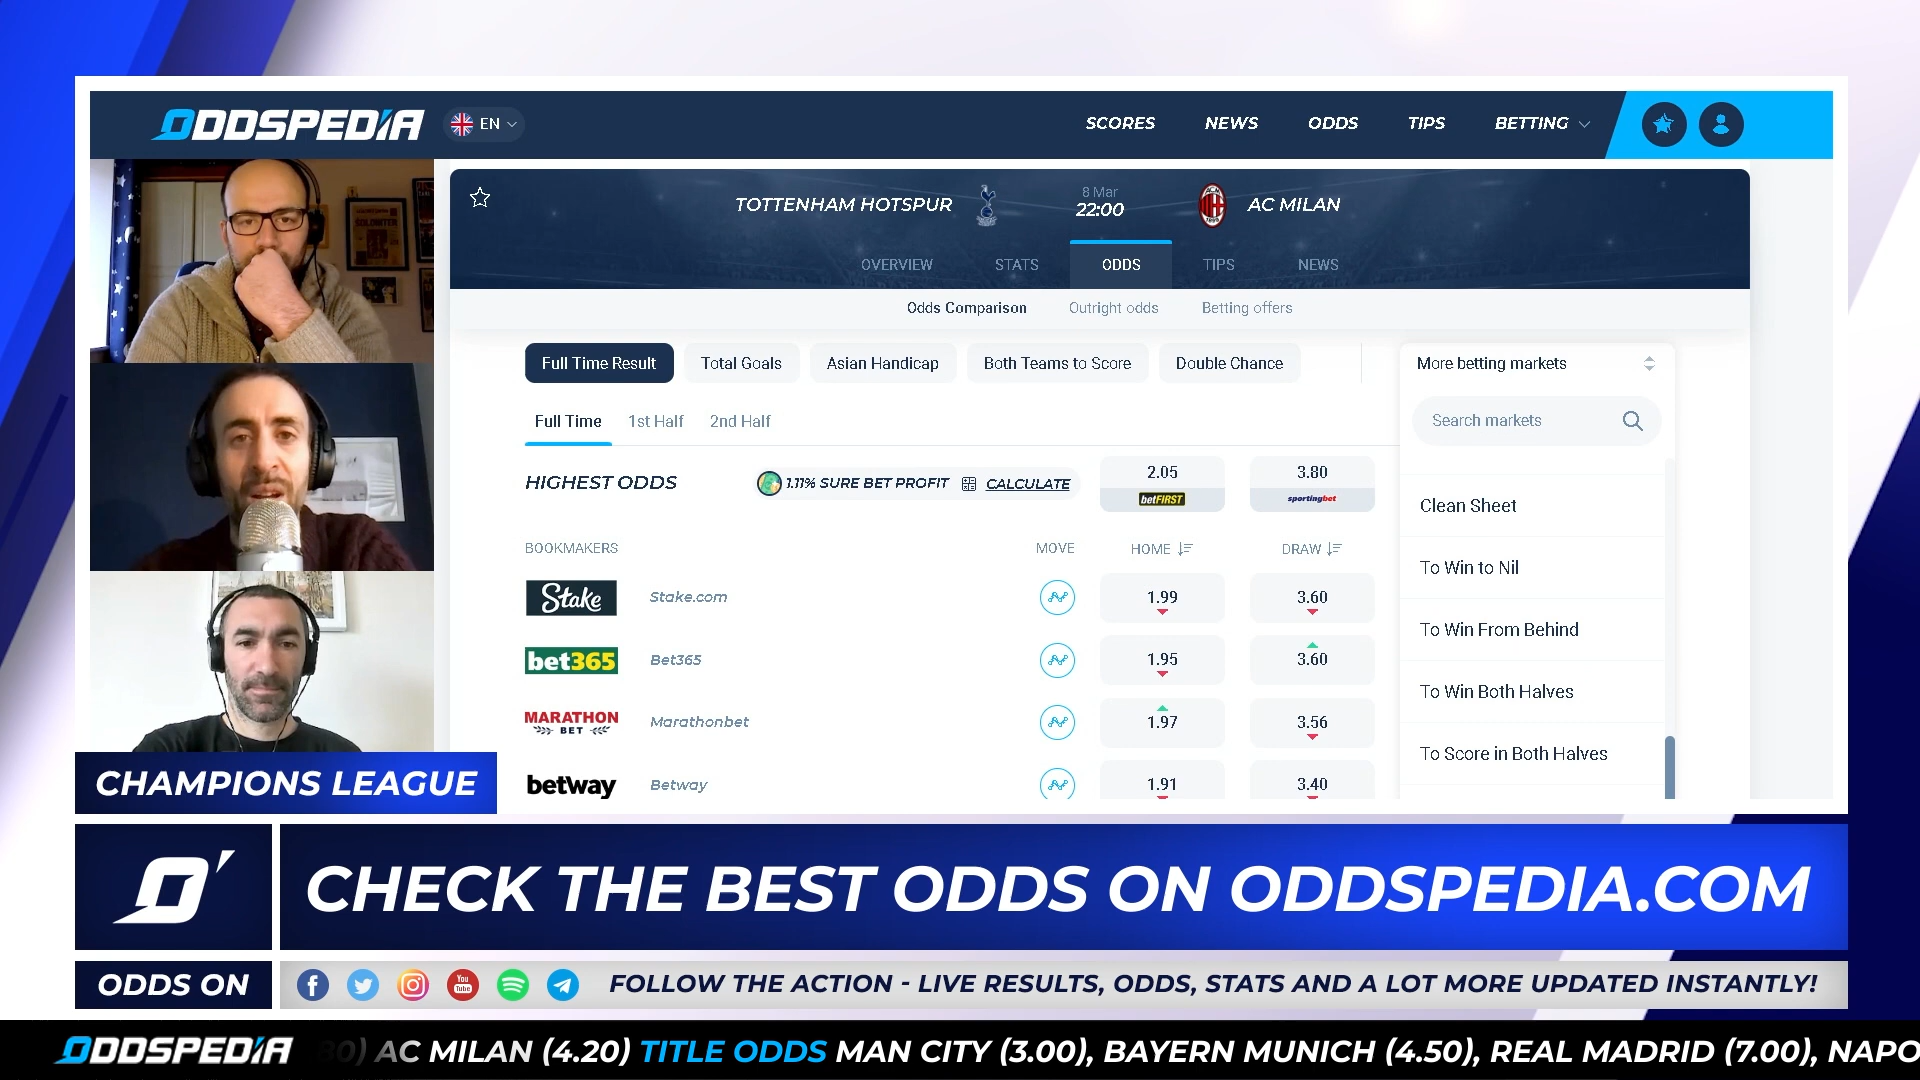 ODDSPEDIA EN SCORES NEWS ODDS TIPS BETTING
TOTTENHAM HOTSPUR 8 Mar 22:00 AC MILAN
OVERVIEW STATS ODDS TIPS NEWS
Odds Comparison Outright odds Betting offers
Full Time Result Total Goals Asian Handicap Both Teams to Score Double Chance More betting markets
Full Time 1st Half 2nd Half Search markets
HIGHEST ODDS 1.11% SURE BET PROFIT CALCULATE 2.05 3.80
betFIRST sportingbet
Clean Sheet
BOOKMAKERS MOVE HOME DRAW
To Win to Nil
Stake Stake.com 1.99 3.60
To Win From Behind
bet365 Bet365 1.95 3.60
To Win Both Halves
MARATHON BET Marathonbet 1.97 3.56
To Score in Both Halves
betway Betway 1.91 3.40
CHAMPIONS LEAGUE
CHECK THE BEST ODDS ON ODDSPEDIA.COM
ODDS ON You Tube FOLLOW THE ACTION - LIVE RESULTS, ODDS, STATS AND A LOT MORE UPDATED INSTANTLY!
ODDSPEDIA 80) AC MILAN (4.20) TITLE ODDS MAN CITY (3.00), BAYERN MUNICH (4.50), REAL MADRID (7.00), NAPO